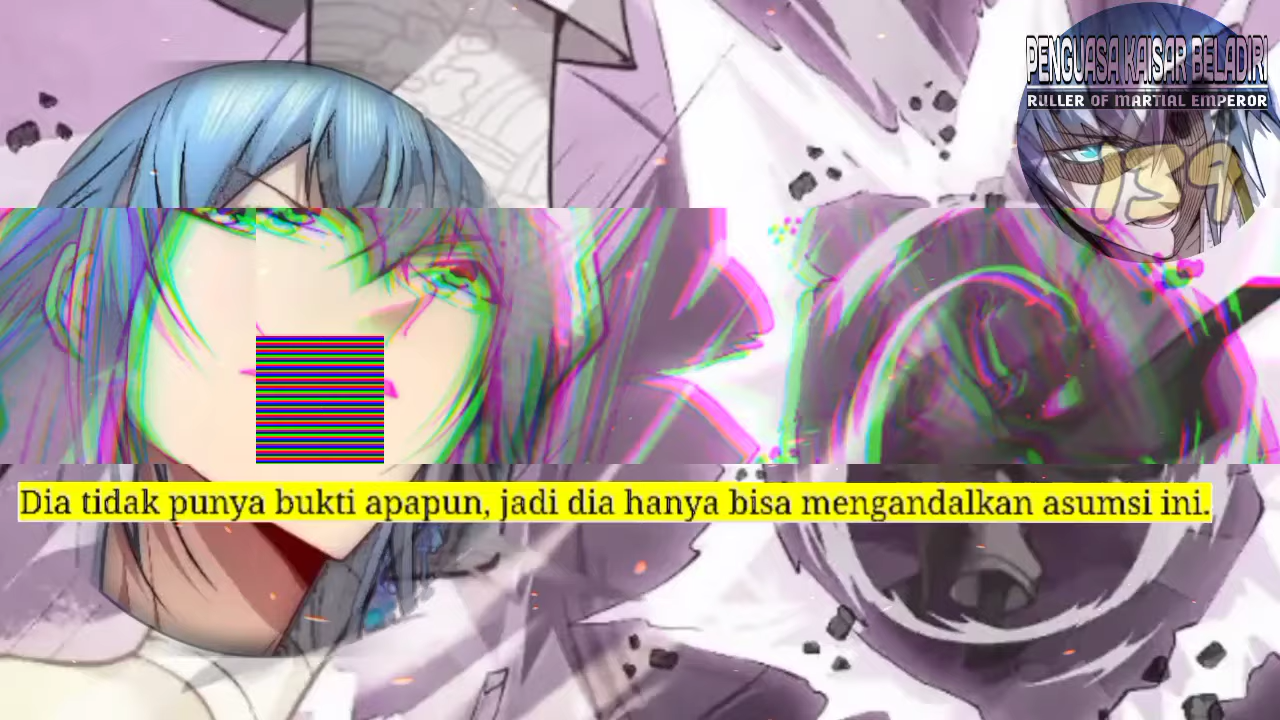 PENGUASA KAISAR BELADIRI
RULLER OF MARTIAL EMPEROR
159
Dia tidak punya bukti apapun, jadi dia hanya bisa mengandalkan asumsi ini.